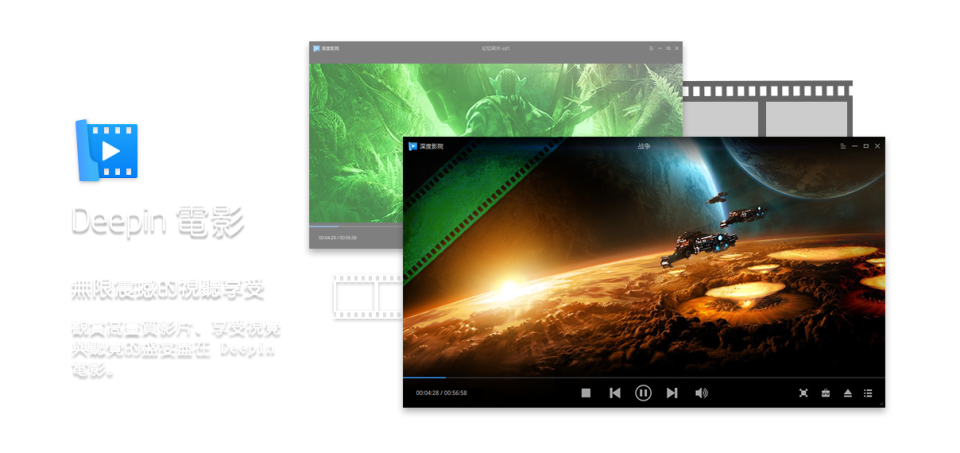 深度影院
00:04:28 / 00:56:58
深度影院
战争
00:04:28 / 00:56:58
Deepin 電影
無限震撼的視聽享受
觀賞高畫質影片、享受視覺
與聽覺的盛宴盡在 Deepin
電影。